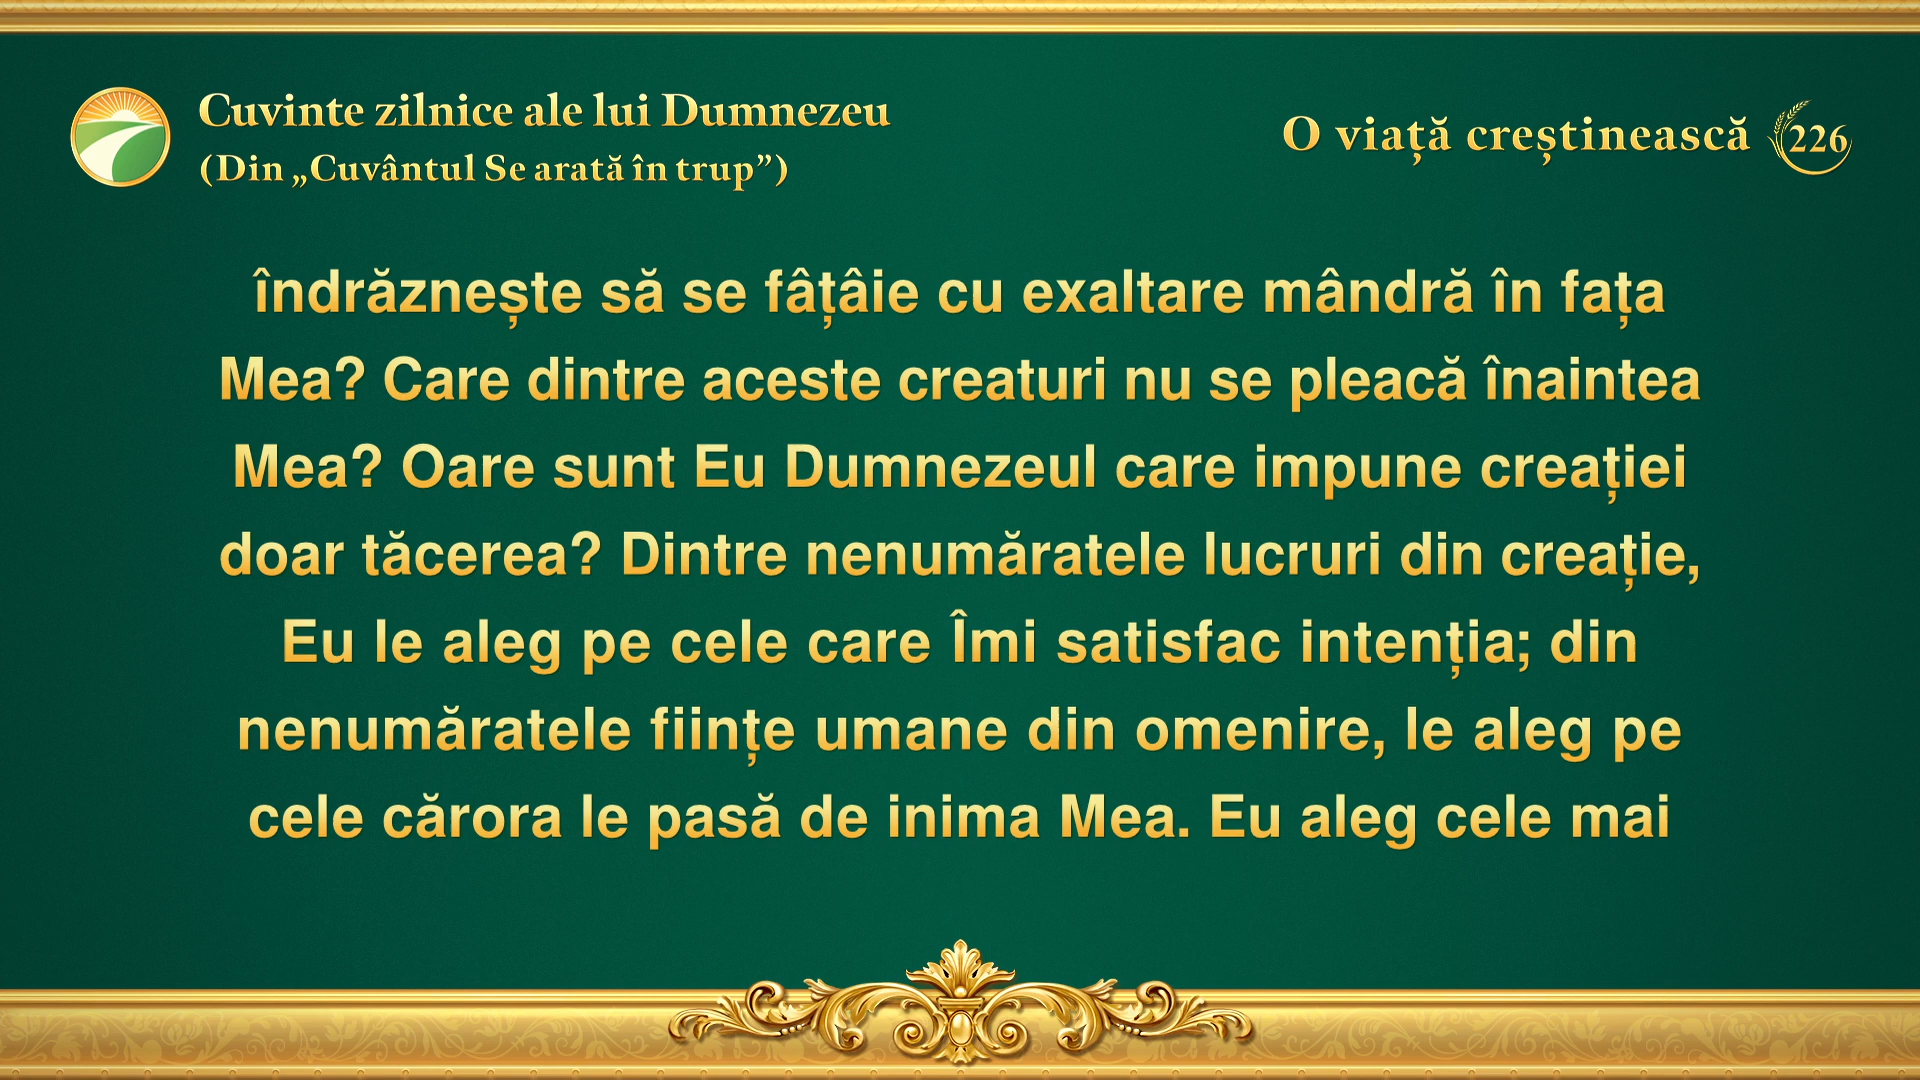 Cuvinte zilnice ale lui Dumnezeu
(Din „Cuvântul Se arată în trup”)
O viață creștinească 226
îndrăznește să se fâțâie cu exaltare mândră în fața
Mea? Care dintre aceste creaturi nu se pleacă înaintea
Mea? Oare sunt Eu Dumnezeul care impune creației
doar tăcerea? Dintre nenumăratele lucruri din creație,
Eu le aleg pe cele care Îmi satisfac intenția; din
nenumăratele ființe umane din omenire, le aleg pe
cele cărora le pasă de inima Mea. Eu aleg cele mai